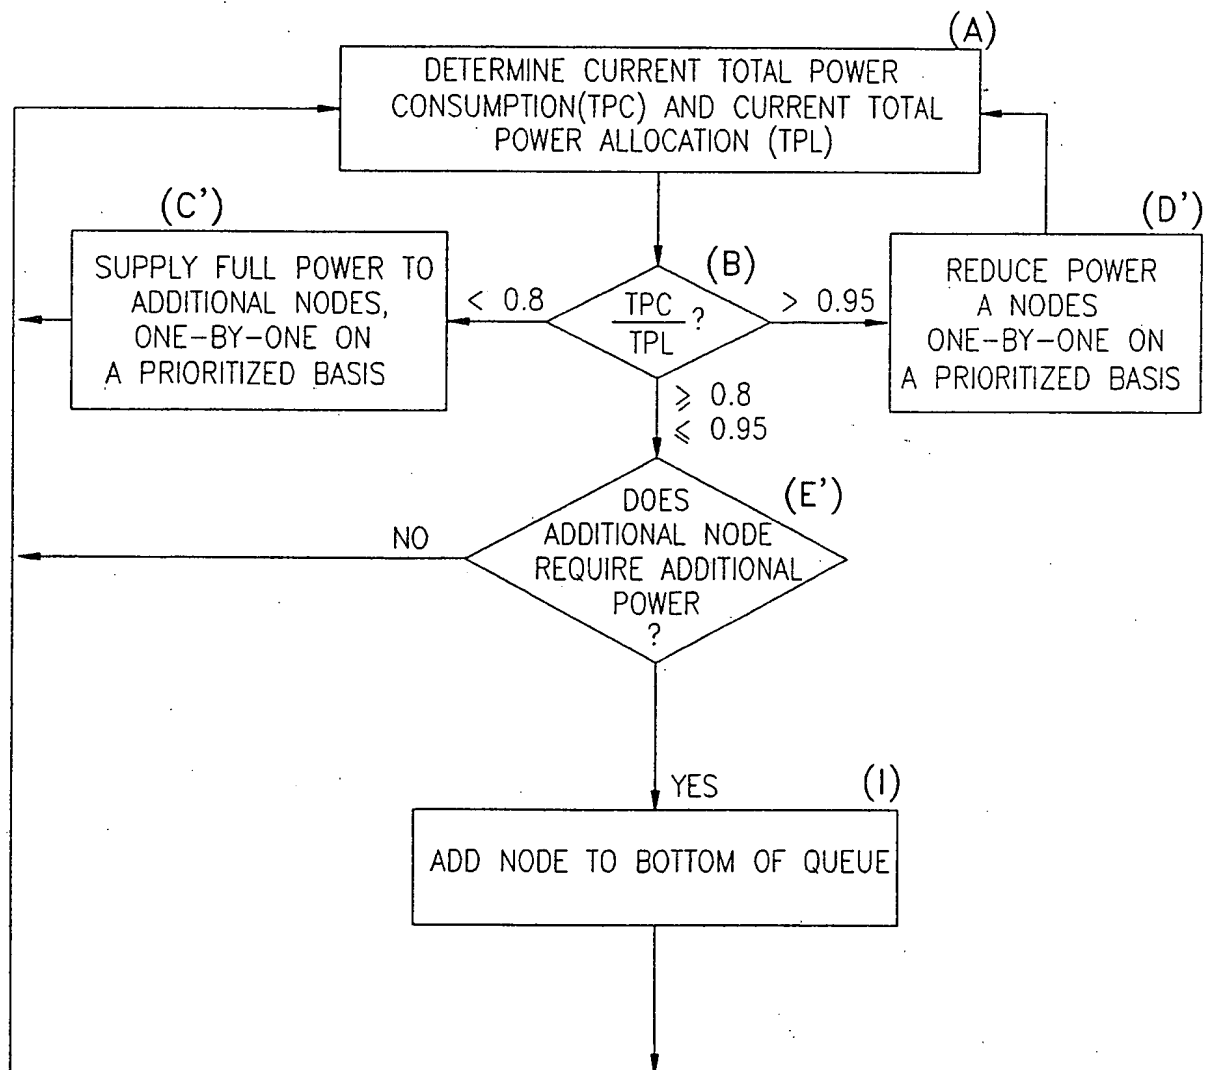 (A)
DETERMINE CURRENT TOTAL POWER
CONSUMPTION(TPC) AND CURRENT TOTAL
POWER ALLOCATION (TPL)
(C')
SUPPLY FULL POWER TO
ADDITIONAL NODES,
ONE-BY-ONE ON
A PRIORITIZED BASIS
(B)
< 0.8
TPC
TPL
?
> 0.95
(D')
REDUCE POWER
A NODES
ONE-BY-ONE ON
A PRIORITIZED BASIS
⩾ 0.8
⩽ 0.95
(E')
DOES
ADDITIONAL NODE
REQUIRE ADDITIONAL
POWER
?
NO
YES
(I)
ADD NODE TO BOTTOM OF QUEUE